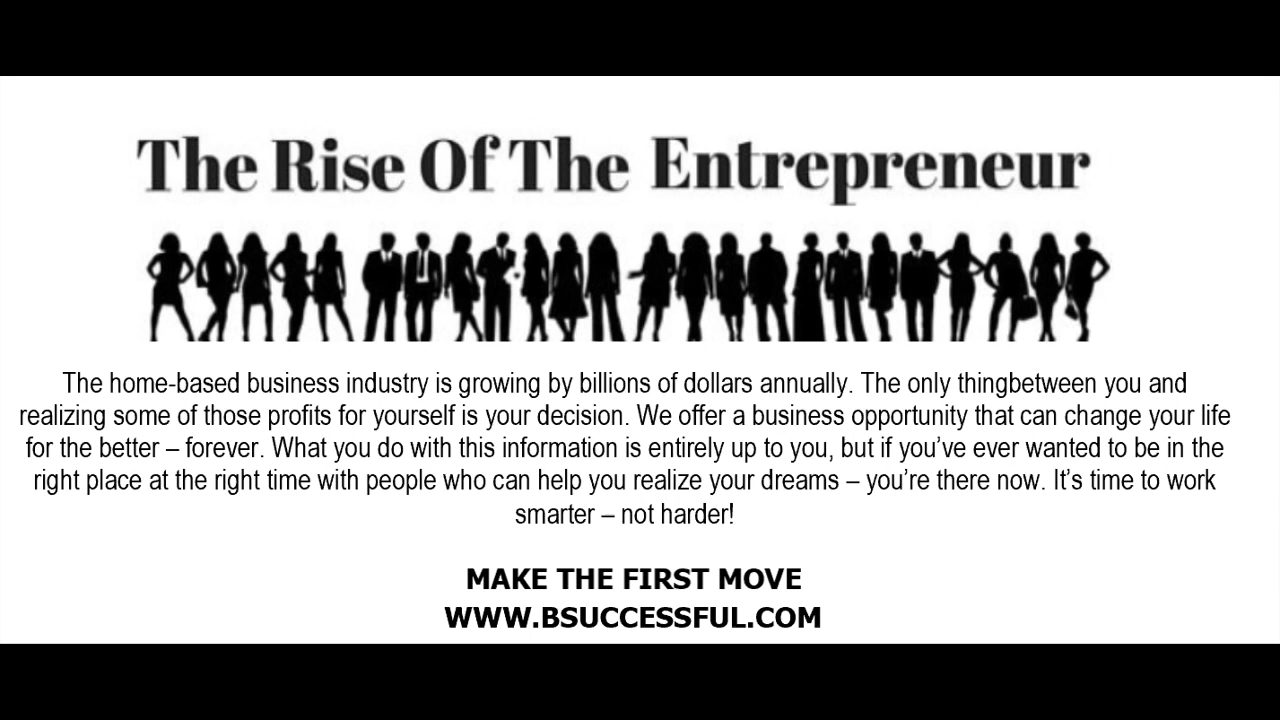 The Rise Of The Entrepreneur
The home-based business industry is growing by billions of dollars annually. The only thingbetween you and
realizing some of those profits for yourself is your decision. We offer a business opportunity that can change your life
for the better – forever. What you do with this information is entirely up to you, but if you’ve ever wanted to be in the
right place at the right time with people who can help you realize your dreams – you’re there now. It’s time to work
smarter – not harder!
MAKE THE FIRST MOVE
WWW.BSUCCESSFUL.COM